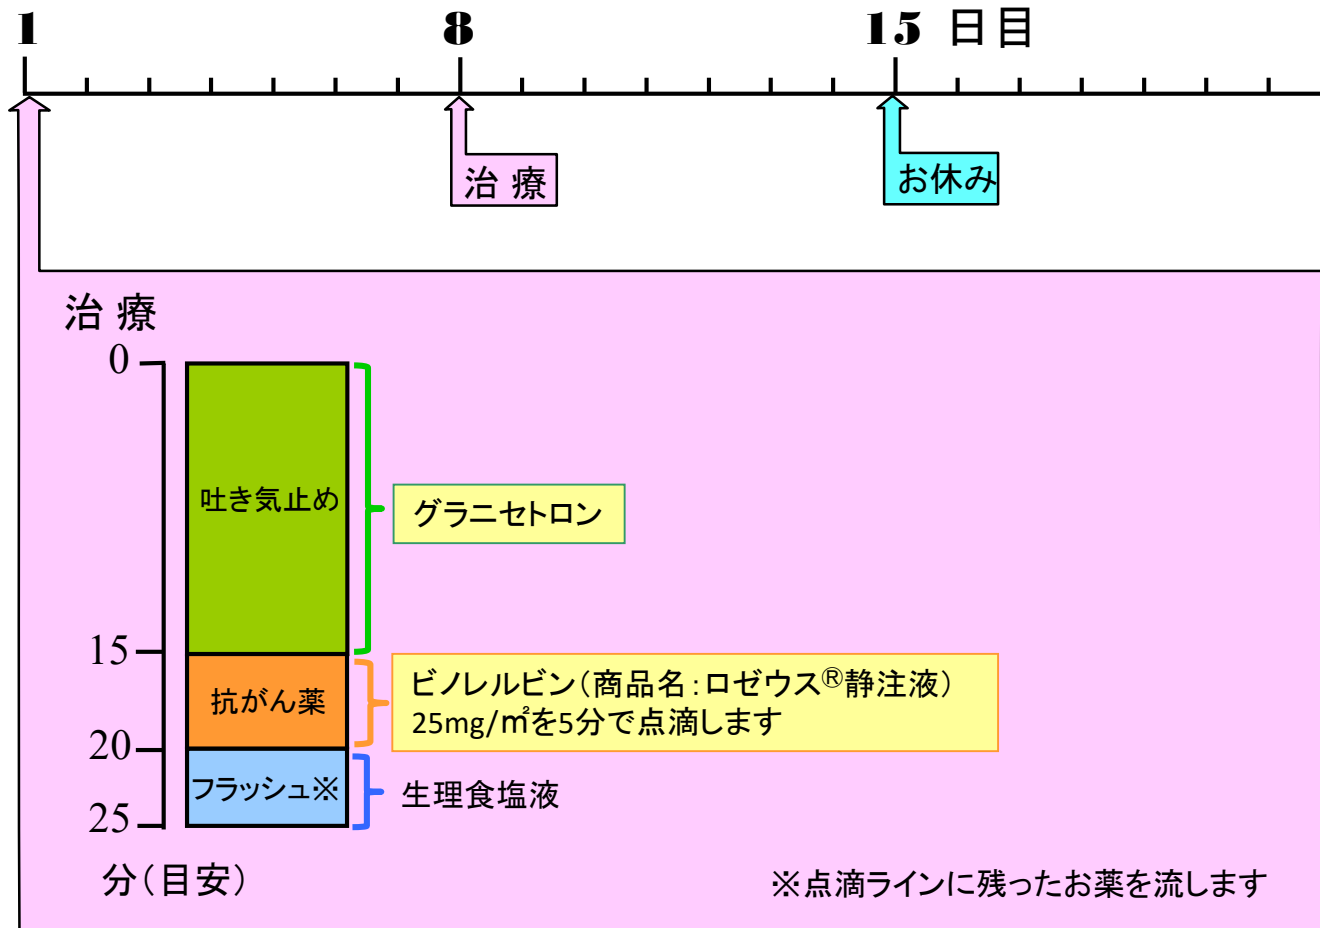 1
8
15 日目
治 療
お休み
治 療
0
吐き気止め
グラニセトロン
15
抗がん薬
ビノレルビン（商品名：ロゼウス®静注液）
25mg/㎡を5分で点滴します
20
フラッシュ※
生理食塩液
25
分（目安）
※点滴ラインに残ったお薬を流します